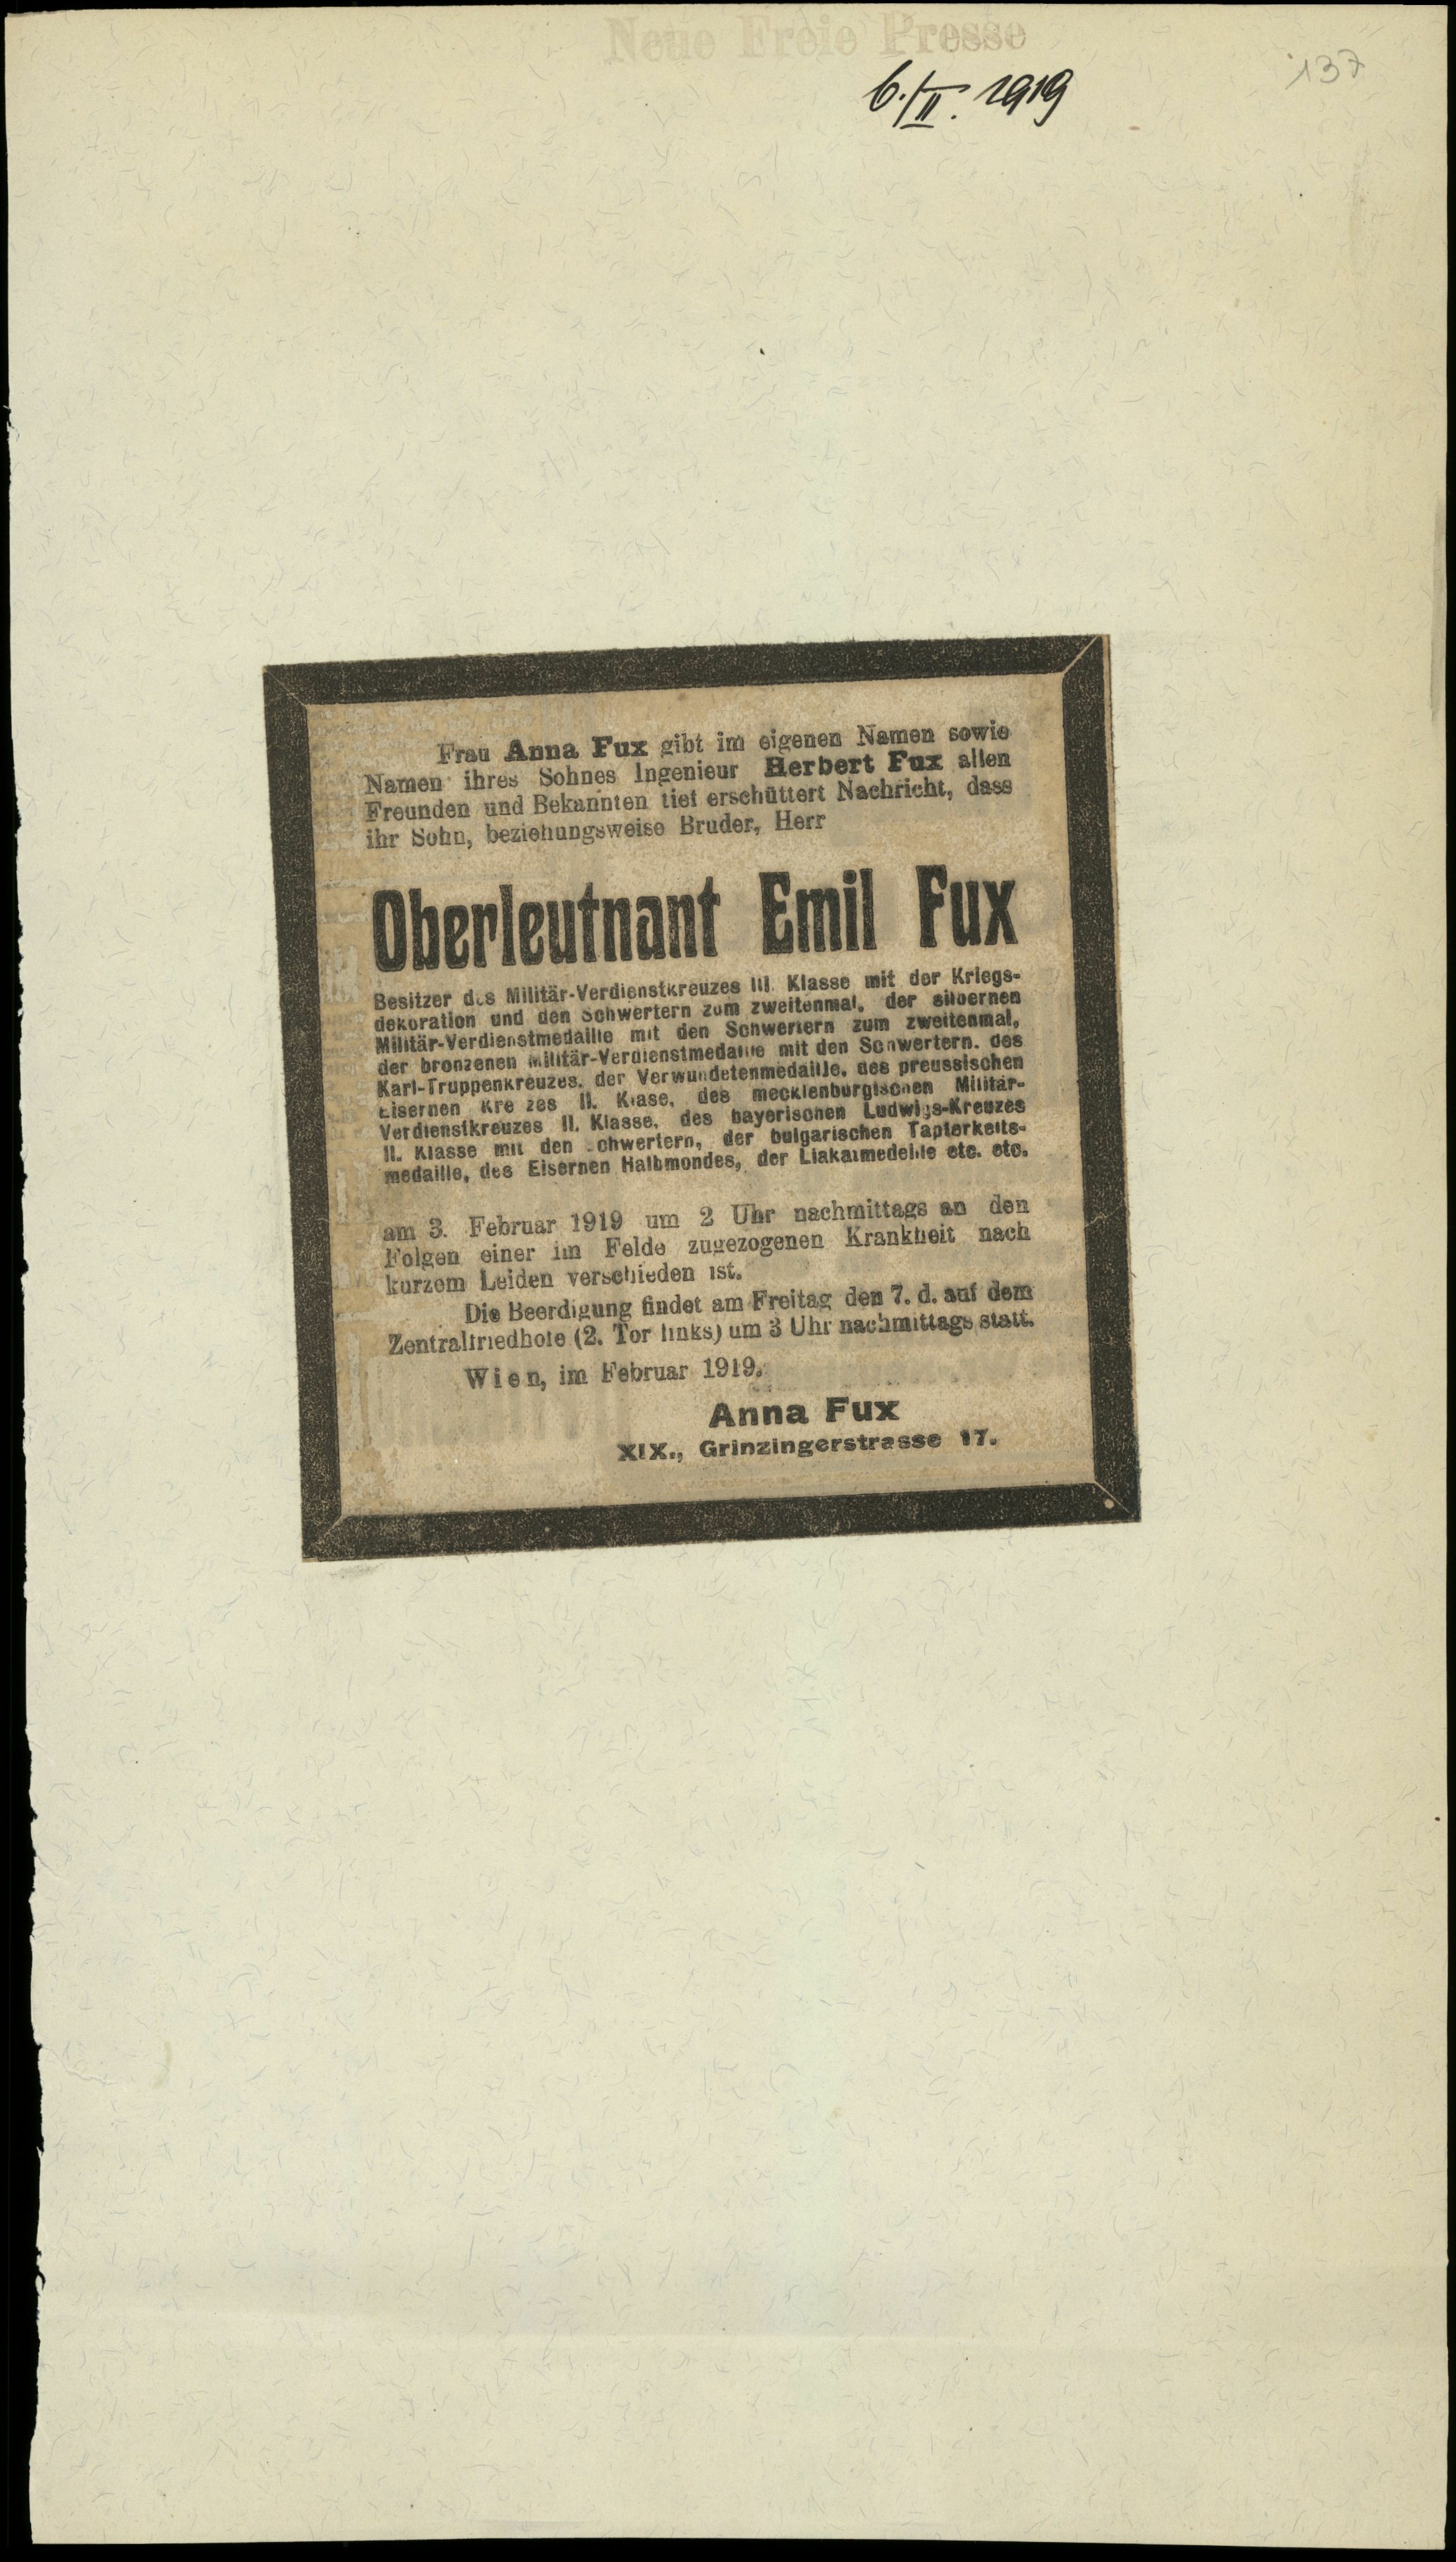 Neue Freie Presse
6./II. 1919
137
Frau Anna Fux gibt im eigenen Namen sowie
Namen ihres Sohnes Ingenieur Herbert Fux allen
Freunden und Bekannten tief erschüttert Nachricht, dass
ihr Sohn, beziehungsweise Bruder, Herr
Oberleutnant Emil Fux
Besitzer des Militär-Verdienstkreuzes III. Klasse mit der Kriegs-
dekoration und den Schwertern zum zweitenmal, der silbernen
Militär-Verdienstmedaille mit den Schwertern zum zweitenmal,
der bronzenen Militär-Verdienstmedaille mit den Schwertern, des
Karl-Truppenkreuzes, der Verwundetenmedaille, des preussischen
Eisernen Kre zes II. Klase, des mecklenburgischen Militär-
Verdienstkreuzes II. Klasse, des bayerischen Ludwigs-Kreuzes
II. Klasse mit den chwertern, der bulgarischen Tapferkeits-
medaille, des Eisernen Halbmondes, der Liakatmedaille etc. etc.
am 3. Februar 1919 um 2 Uhr nachmittags an den
Folgen einer im Felde zugezogenen Krankheit nach
kurzem Leiden verschieden ist.
Die Beerdigung findet am Freitag den 7. d. auf dem
Zentralfriedhofe (2. Tor links) um 3 Uhr nachmittags statt.
Wien, im Februar 1919.
Anna Fux
XIX., Grinzingerstrasse 17.